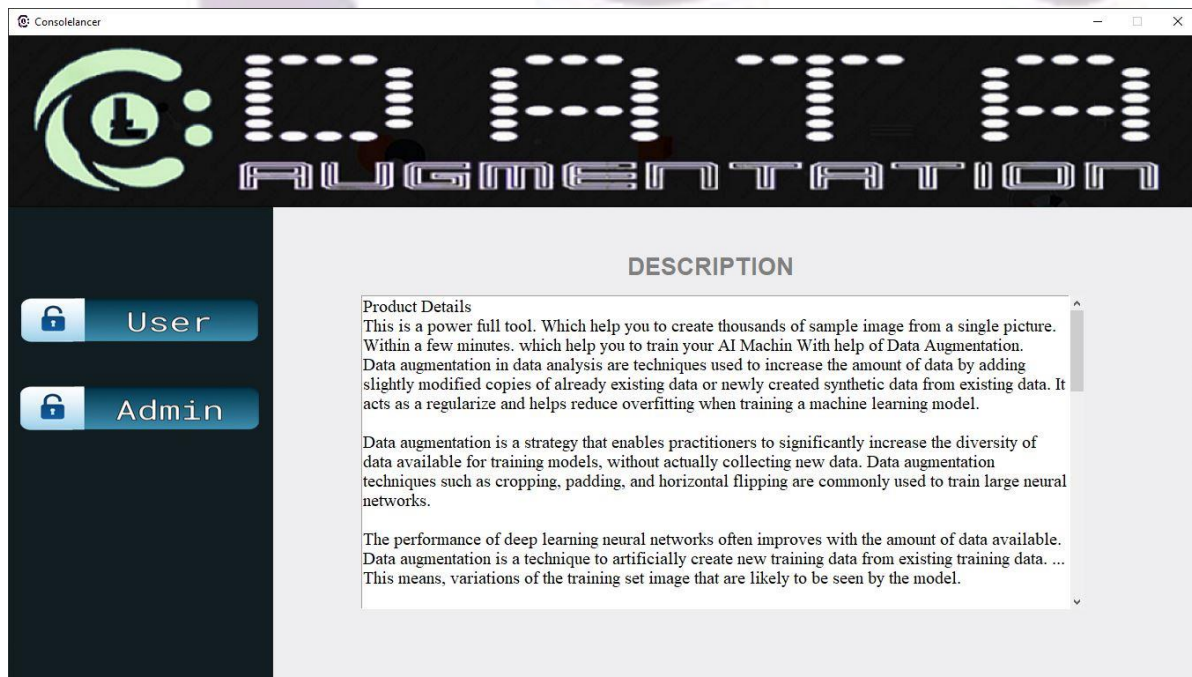 Consolelancer
DATA
AUGMENTATION
User
Admin
DESCRIPTION
Product Details
This is a power full tool. Which help you to create thousands of sample image from a single picture.
Within a few minutes. which help you to train your AI Machin With help of Data Augmentation.
Data augmentation in data analysis are techniques used to increase the amount of data by adding
slightly modified copies of already existing data or newly created synthetic data from existing data. It
acts as a regularize and helps reduce overfitting when training a machine learning model.
Data augmentation is a strategy that enables practitioners to significantly increase the diversity of
data available for training models, without actually collecting new data. Data augmentation
techniques such as cropping, padding, and horizontal flipping are commonly used to train large neural
networks.
The performance of deep learning neural networks often improves with the amount of data available.
Data augmentation is a technique to artificially create new training data from existing training data. ...
This means, variations of the training set image that are likely to be seen by the model.